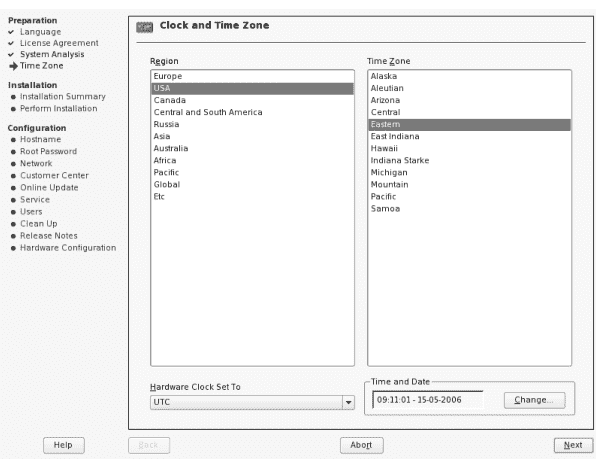 Preparation
Language
License Agreement
System Analysis
Time Zone
Installation
Installation Summary
Perform Installation
Configuration
Hostname
Root Password
Network
Customer Center
Online Update
Service
Users
Clean Up
Release Notes
Hardware Configuration
Clock and Time Zone
Region
Europe
USA
Canada
Central and South America
Russia
Asia
Australia
Africa
Pacific
Global
Etc
Time Zone
Alaska
Aleutian
Arizona
Central
Eastern
East Indiana
Hawaii
Indiana Starke
Michigan
Mountain
Pacific
Samoa
Hardware Clock Set To
UTC
Time and Date
09:11:01 - 15-05-2006
Change...
Help
Back
Abort
Next